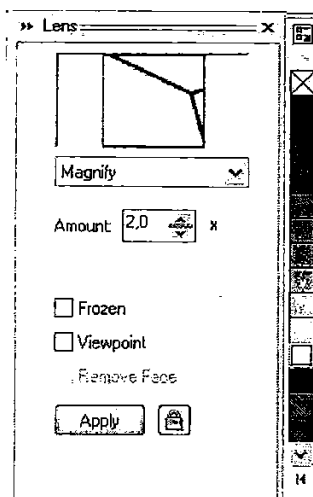 Lens
Magnify
Amount: 2,0 x
Frozen
Viewpoint
Remove Face
Apply